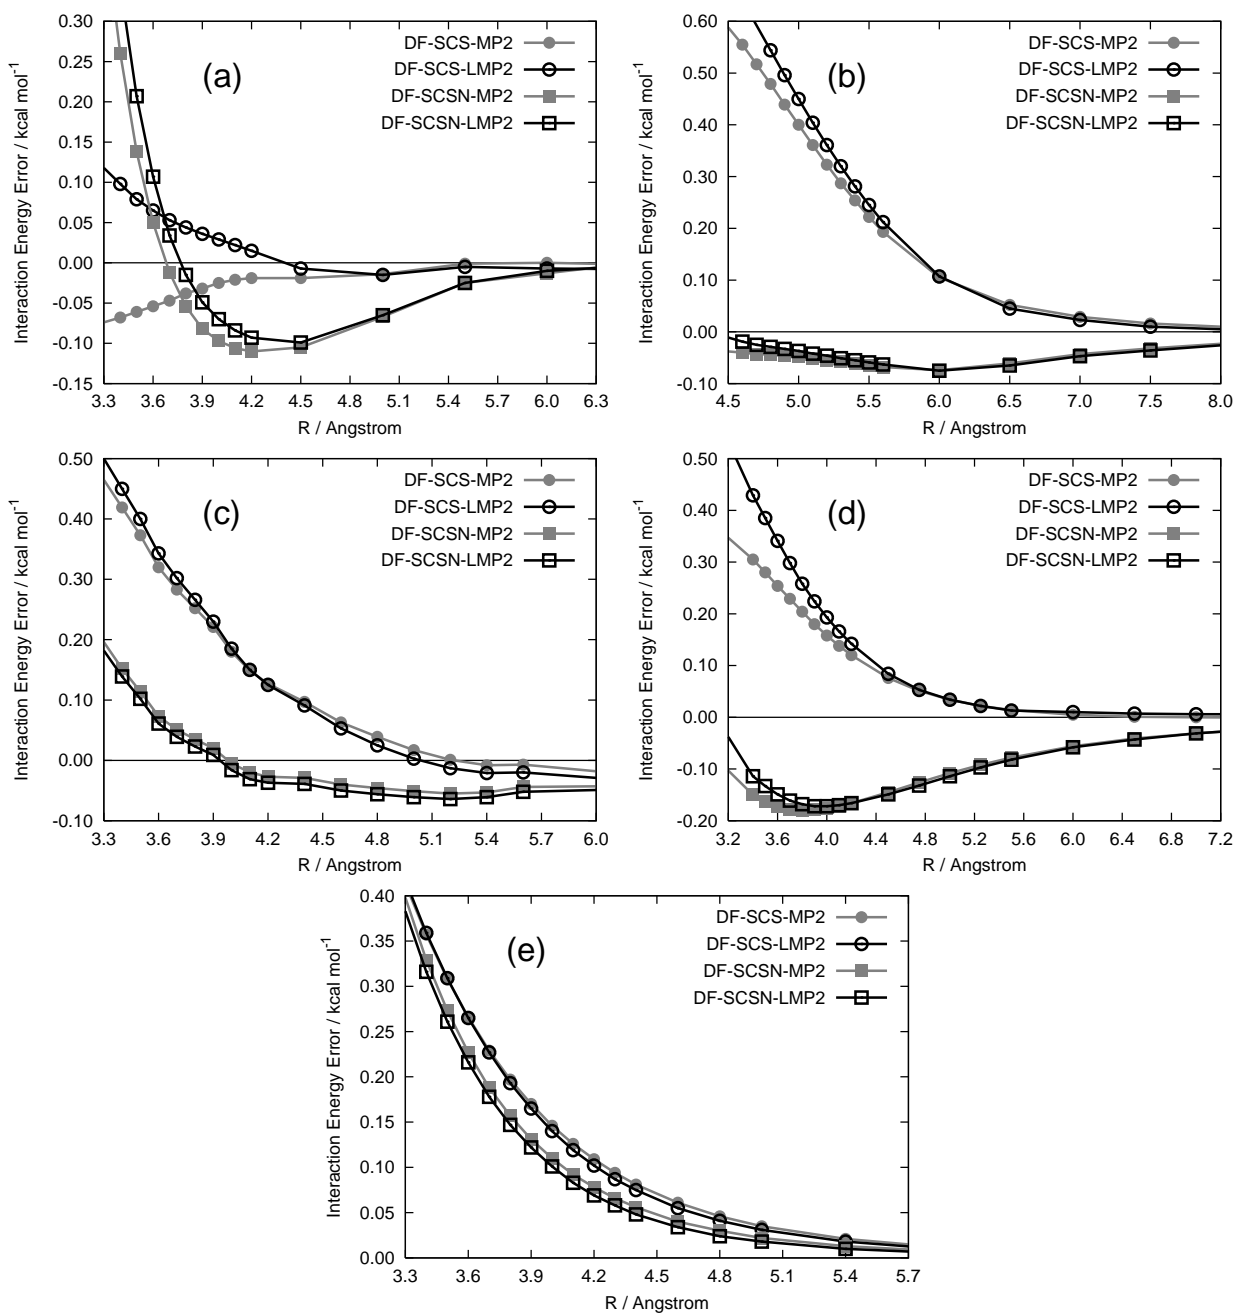 0.30
0.25
0.20
0.15
0.10
0.05
0.00
-0.05
-0.10
-0.15
3.3 3.6 3.9 4.2 4.5 5.1 5.4 5.7 6.0 6.3
R / Angstrom
Interaction Energy Error / kcal mol-1
(a)
DF-SCS-MP2
DF-SCS-LMP2
DF-SCSN-MP2
DF-SCSN-LMP2
0.60
0.50
0.40
0.30
0.20
0.10
0.00
-0.10
4.5 5.0 5.5 6.0 6.5 7.0 7.5 8.0
R / Angstrom
Interaction Energy Error / kcal mol-1
(b)
DF-SCS-MP2
DF-SCS-LMP2
DF-SCSN-MP2
DF-SCSN-LMP2
0.50
0.40
0.30
0.20
0.10
0.00
-0.10
3.3 3.6 3.9 4.2 4.5 4.8 5.1 5.4 5.7 6.0
R / Angstrom
Interaction Energy Error / kcal mol-1
(c)
DF-SCS-MP2
DF-SCS-LMP2
DF-SCSN-MP2
DF-SCSN-LMP2
0.50
0.40
0.30
0.20
0.10
0.00
-0.10
-0.20
3.2 3.6 4.0 4.4 4.8 5.2 5.6 6.0 6.4 6.8 7.2
R / Angstrom
Interaction Energy Error / kcal mol-1
(d)
DF-SCS-MP2
DF-SCS-LMP2
DF-SCSN-MP2
DF-SCSN-LMP2
0.40
0.35
0.30
0.25
0.20
0.15
0.10
0.05
0.00
3.3 3.6 3.9 4.2 4.5 4.8 5.1 5.4 5.7
R / Angstrom
Interaction Energy Error / kcal mol-1
(e)
DF-SCS-MP2
DF-SCS-LMP2
DF-SCSN-MP2
DF-SCSN-LMP2